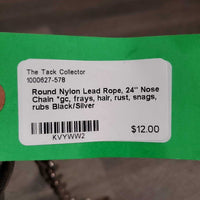 The Tack Collector
1000627-578
Round Nylon Lead Rope, 24" Nose
Chain *gc, frays, hair, rust, snags,
rubs Black/Silver
$12.00
KVYWW2